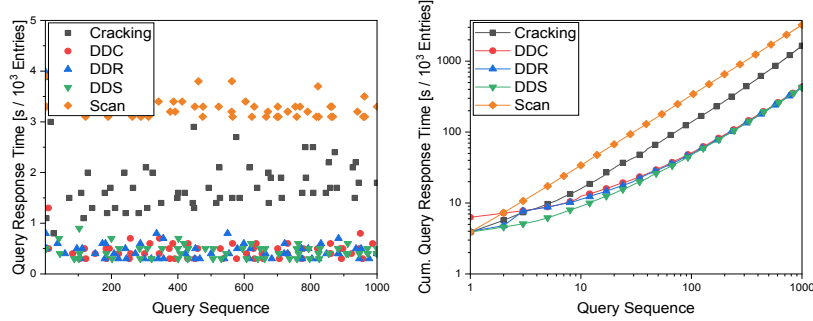 Query Response Time [s / 10³ Entries]
5
4
3
2
1
0
Cracking
DDC
DDR
DDS
Scan
200
400
600
800
1000
Query Sequence
Cum. Query Response Time [s / 10³ Entries]
1000
100
10
1
Cracking
DDC
DDR
DDS
Scan
1
10
100
1000
Query Sequence